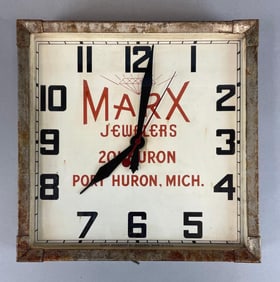 12
11 1
MARX
10 2
JEWELERS
9 3
HURON
PORT HURON, MICH.
8 4
7 5
6